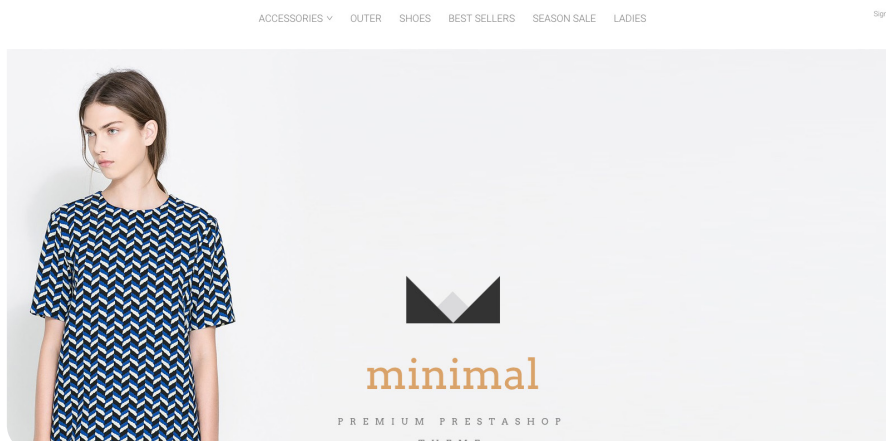 ACCESSORIES OUTER SHOES BEST SELLERS SEASON SALE LADIES
minimal
PREMIUM PRESTASHOP